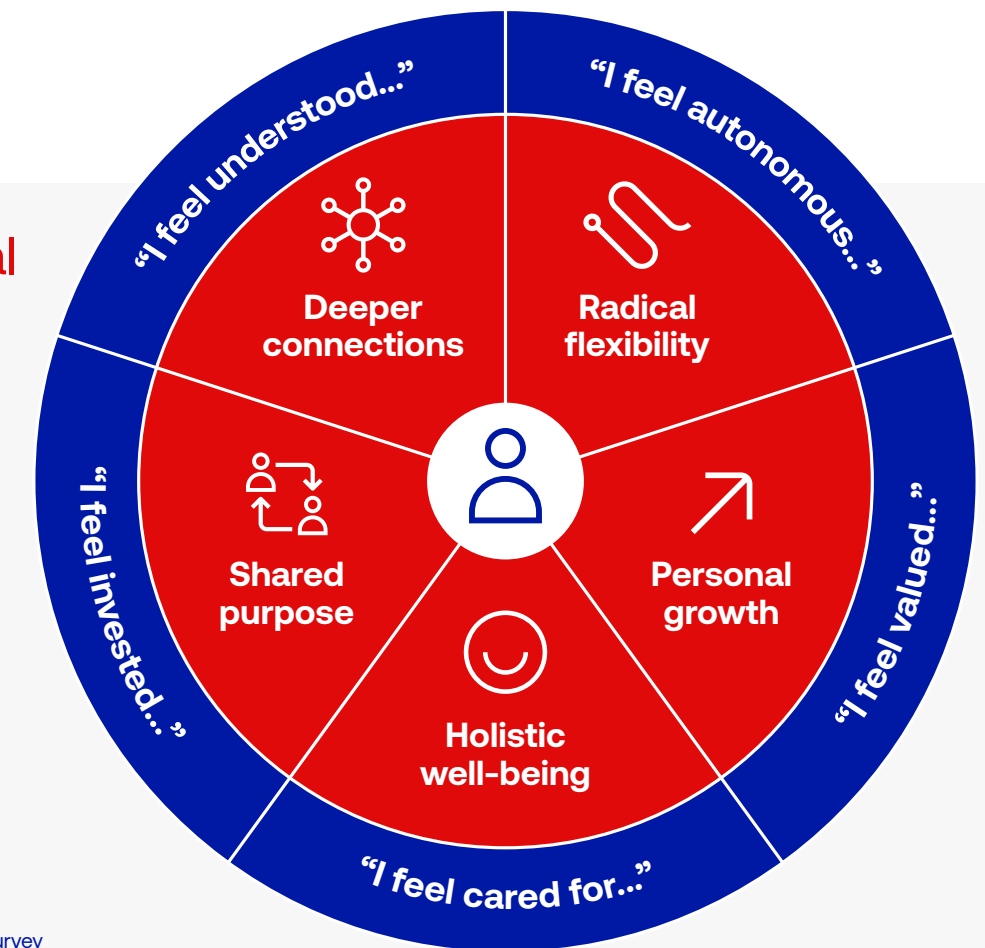 “I feel understood...”
“I feel autonomous... ”
Deeper
connections
Radical
flexibility
“I feel invested... ”
Shared
purpose
Personal
growth
“I feel valued...”
Holistic
well-being
“I feel cared for...”